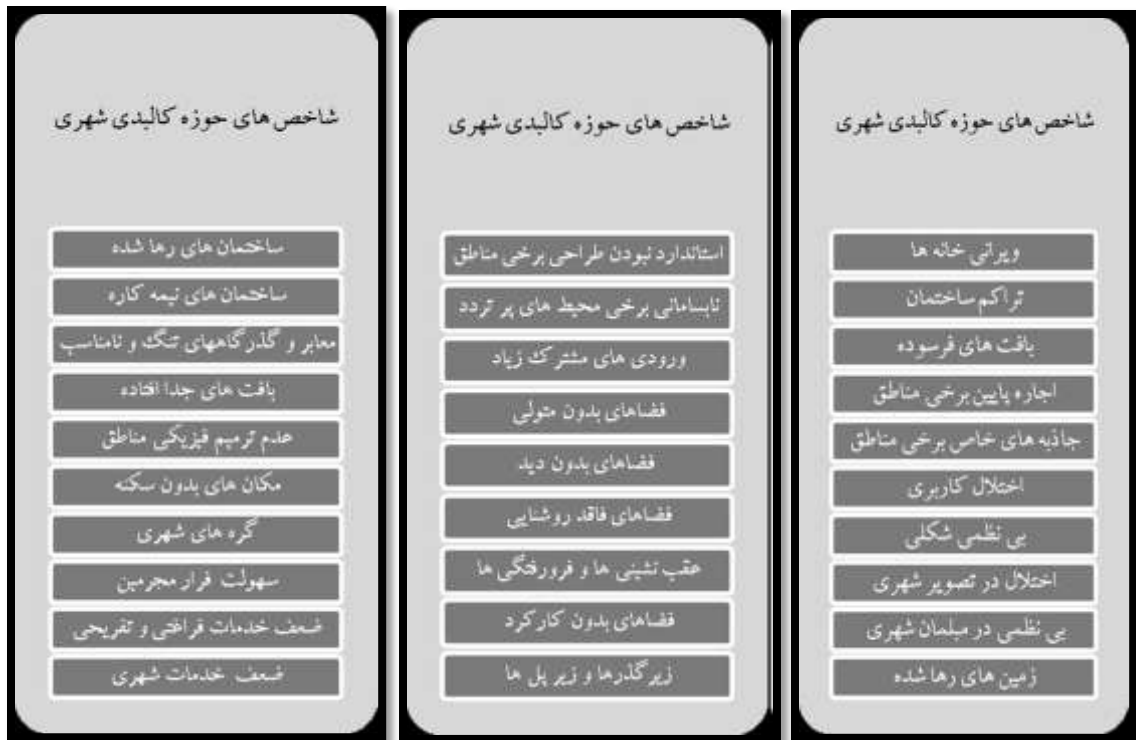 شاخص های حوزه کالبدی شهری
ویرانی خانه ها
تراکم ساختمان
بافت های فرسوده
اجاره پایین برخی مناطق
جاذبه های خاص برخی مناطق
اختلال کاربری
بی نظمی شکلی
اختلال در تصویر شهری
بی نظمی در مبلمان شهری
زمین های رها شده
شاخص های حوزه کالبدی شهری
استاندارد نبودن طراحی برخی مناطق
نابسامانی برخی محیط های پر تردد
ورودی های مشترک زیاد
فضاهای بدون متولی
فضاهای بدون دید
فضاهای فاقد روشنایی
عقب نشینی ها و فرورفتگی ها
فضاهای بدون کارکرد
زیرگذرها و زیر پل ها
شاخص های حوزه کالبدی شهری
ساختمان های رها شده
ساختمان های نیمه کاره
معابر و گذرگاههای تنگ و نامناسب
بافت های جدا افتاده
عدم ترمیم فیزیکی مناطق
مکان های بدون سکنه
گره های شهری
سهولت فرار مجرمین
ضعف خدمات فراغتی و تفریحی
ضعف خدمات شهری